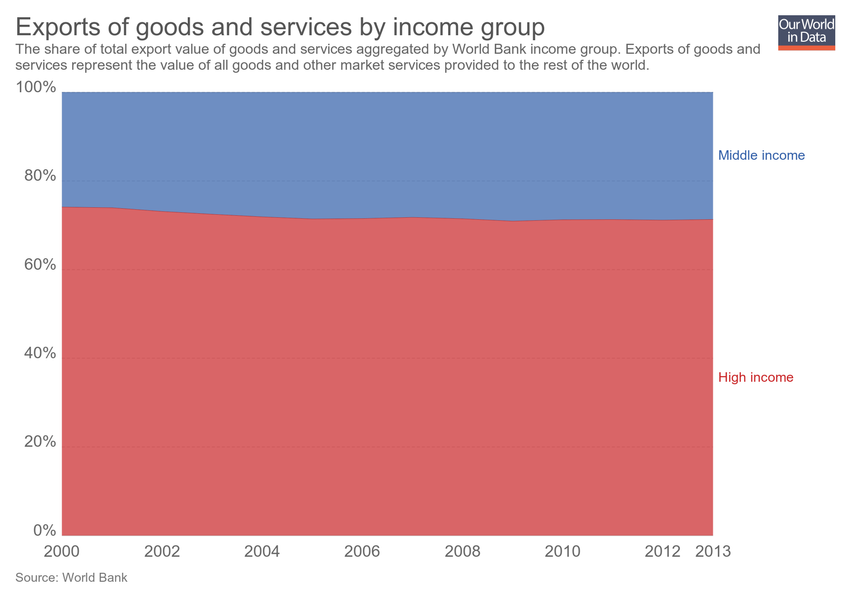 Exports of goods and services by income group
Our World
in Data
The share of total export value of goods and services aggregated by World Bank income group. Exports of goods and
services represent the value of all goods and other market services provided to the rest of the world.
100%
80%
60%
40%
20%
0%
Middle income
High income
2000 2002 2004 2006 2008 2010 2012 2013
Source: World Bank